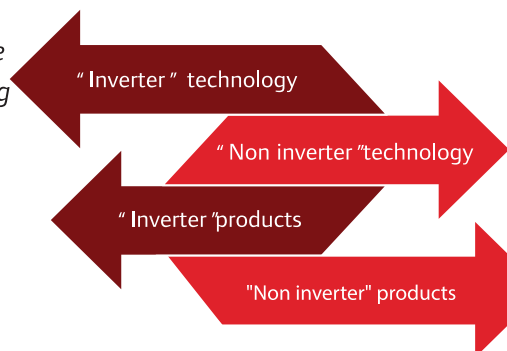 e
g
“ Inverter ” technology
“ Non inverter ”technology
“ Inverter ”products
"Non inverter" products